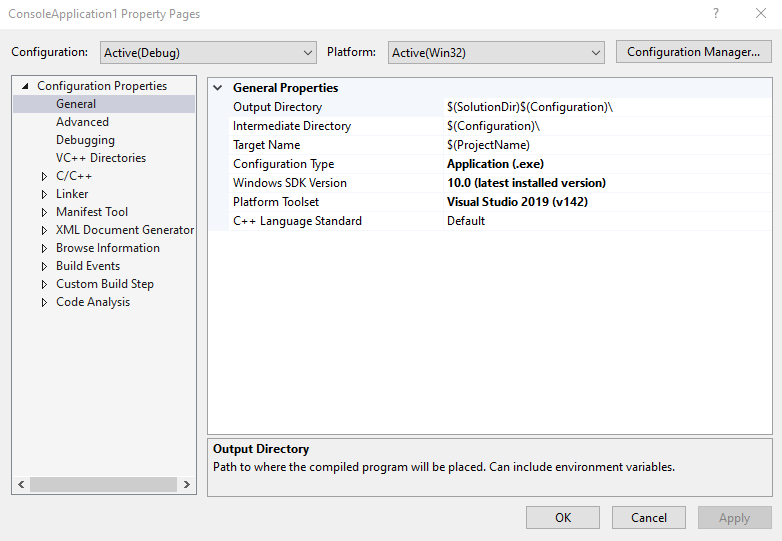 ConsoleApplication1 Property Pages
Configuration: Active(Debug) Platform: Active(Win32) Configuration Manager...
Configuration Properties
General
Advanced
Debugging
VC++ Directories
C/C++
Linker
Manifest Tool
XML Document Generator
Browse Information
Build Events
Custom Build Step
Code Analysis
General Properties
Output Directory $(SolutionDir)$(Configuration)\
Intermediate Directory $(Configuration)\
Target Name $(ProjectName)
Configuration Type Application (.exe)
Windows SDK Version 10.0 (latest installed version)
Platform Toolset Visual Studio 2019 (v142)
C++ Language Standard Default
Output Directory
Path to where the compiled program will be placed. Can include environment variables.
OK Cancel Apply